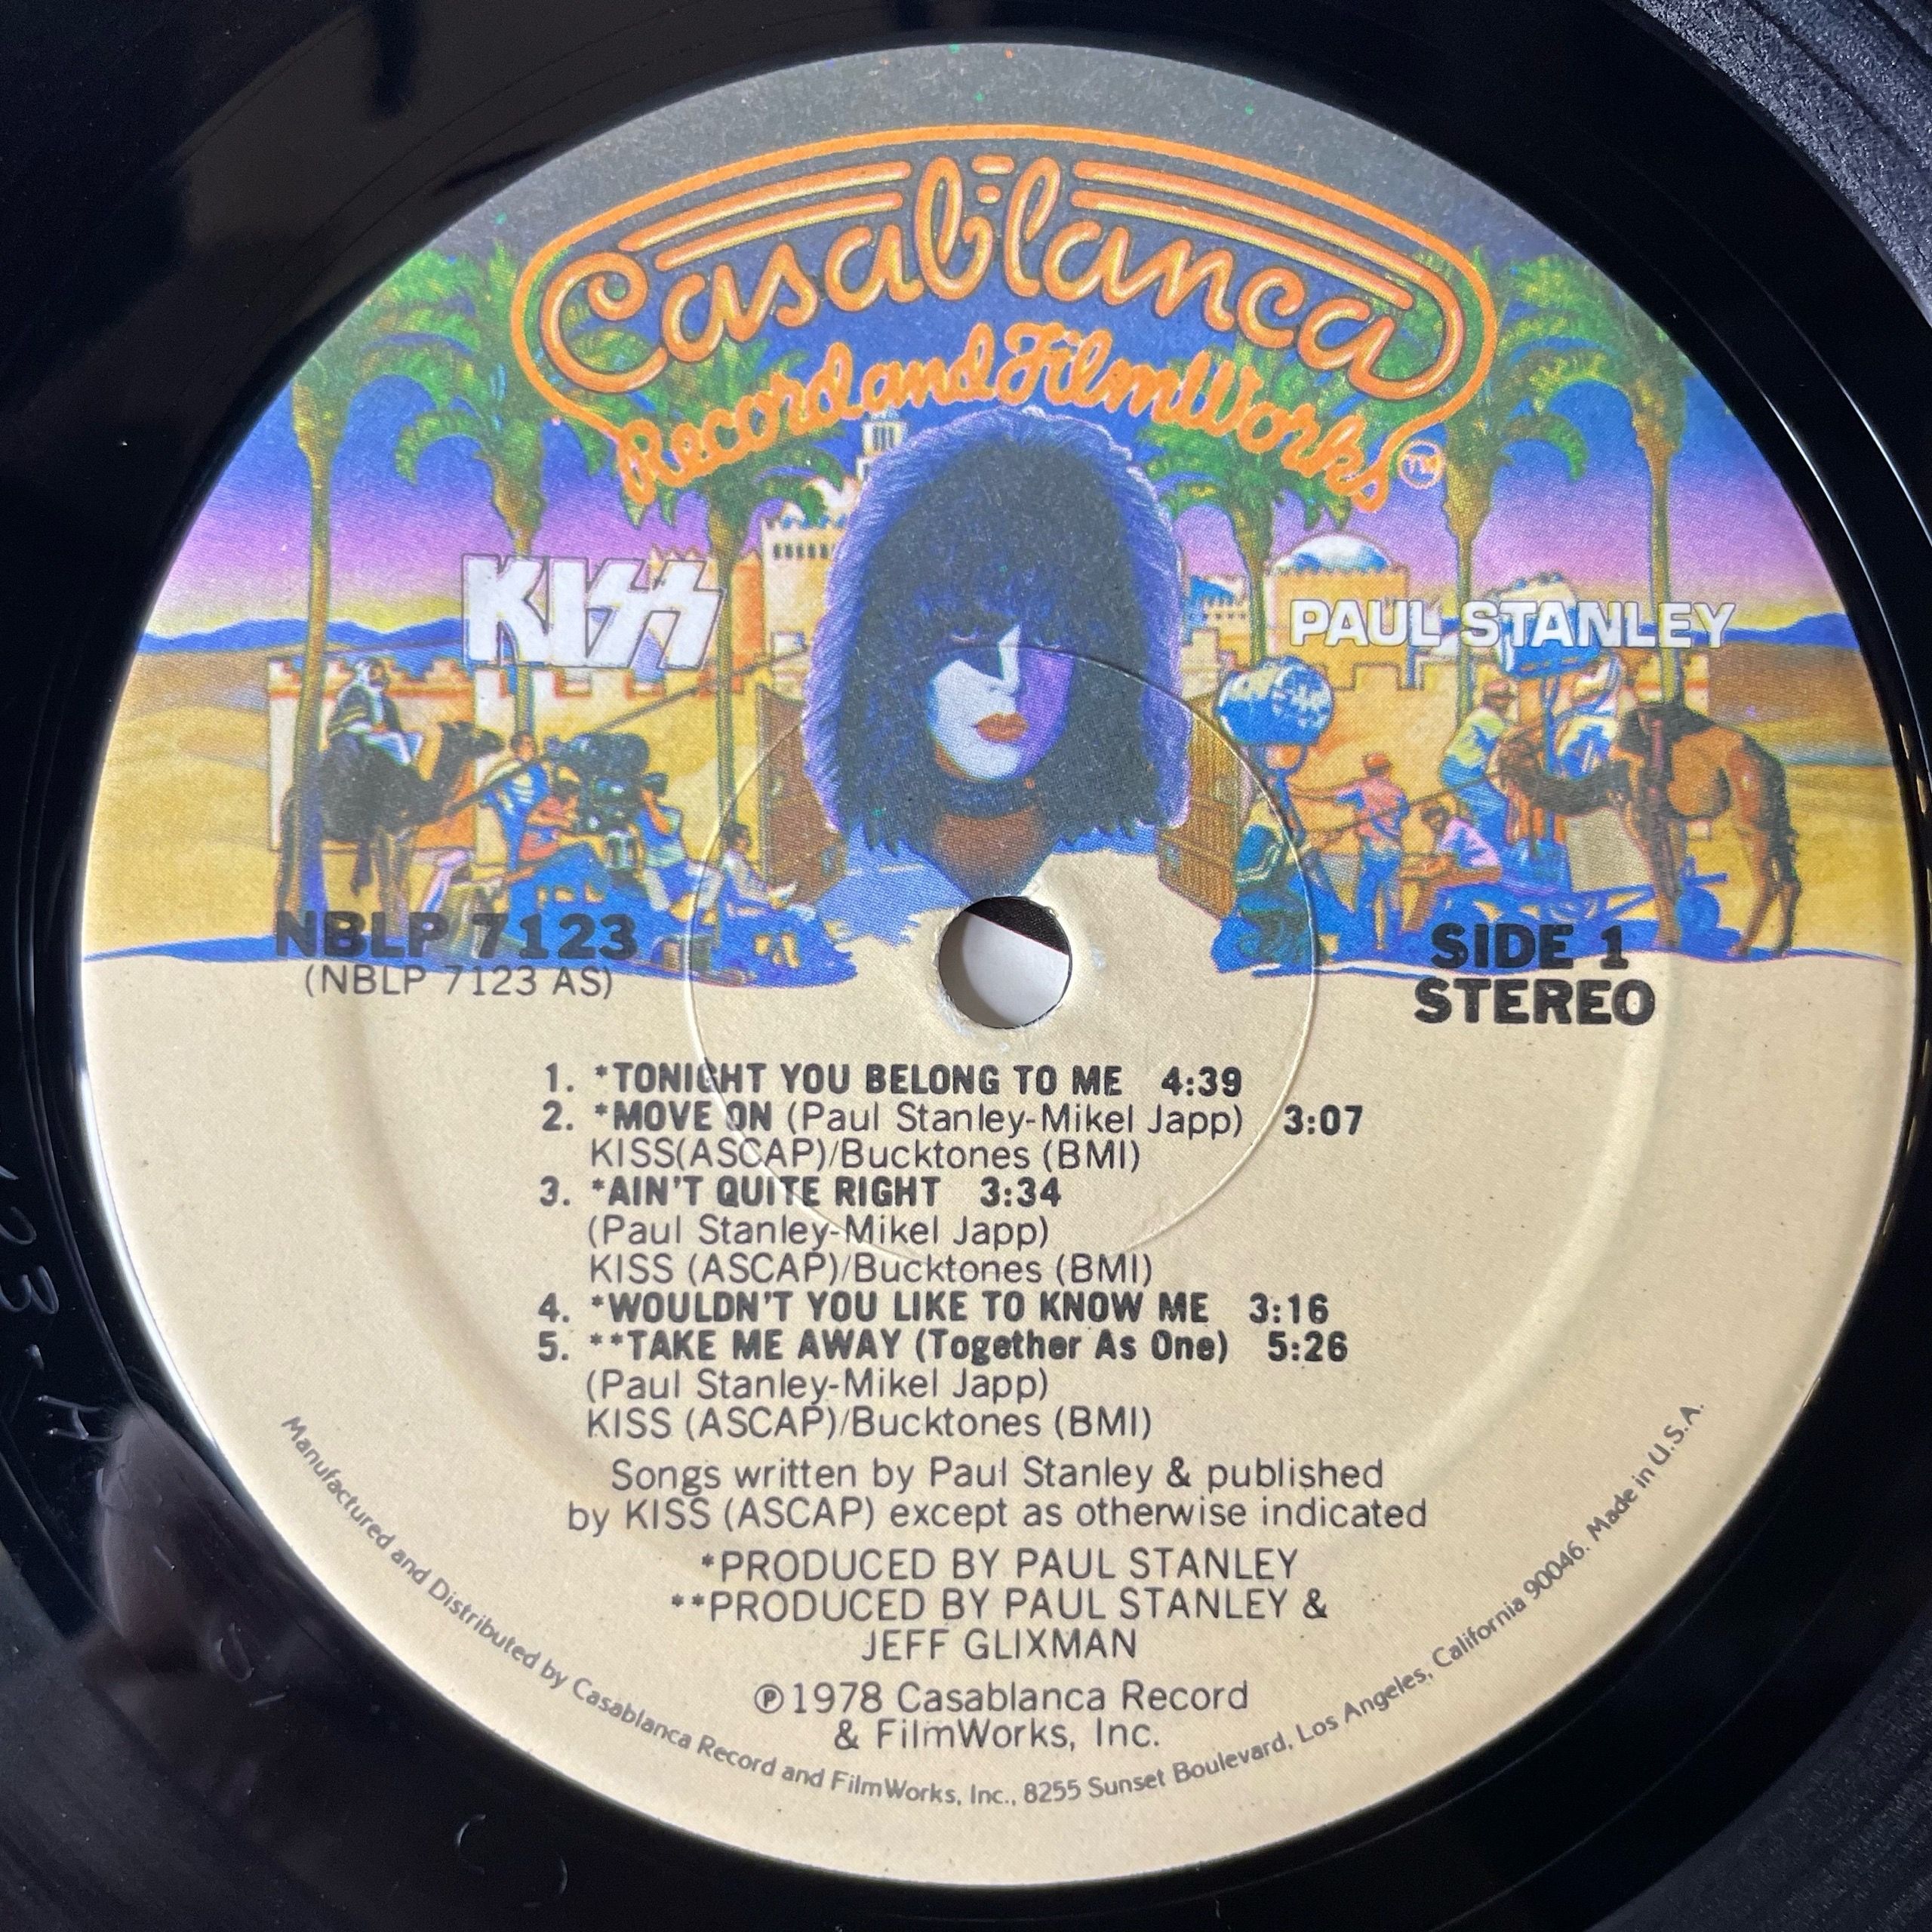 Casablanca
Record and FilmWorks™
KISS
PAUL STANLEY
NBLP 7123
(NBLP 7123 AS)
SIDE 1
STEREO
1. *TONIGHT YOU BELONG TO ME 4:39
2. *MOVE ON (Paul Stanley-Mikel Japp) 3:07
KISS(ASCAP)/Bucktones (BMI)
3. *AIN'T QUITE RIGHT 3:34
(Paul Stanley-Mikel Japp)
KISS (ASCAP)/Bucktones (BMI)
4. *WOULDN'T YOU LIKE TO KNOW ME 3:16
5. **TAKE ME AWAY (Together As One) 5:26
(Paul Stanley-Mikel Japp)
KISS (ASCAP)/Bucktones (BMI)
Songs written by Paul Stanley & published
by KISS (ASCAP) except as otherwise indicated
*PRODUCED BY PAUL STANLEY
**PRODUCED BY PAUL STANLEY &
JEFF GLIXMAN
℗1978 Casablanca Record
& FilmWorks, Inc.
Manufactured and Distributed by Casablanca Record and FilmWorks, Inc., 8255 Sunset Boulevard, Los Angeles, California 90046. Made in U.S.A.